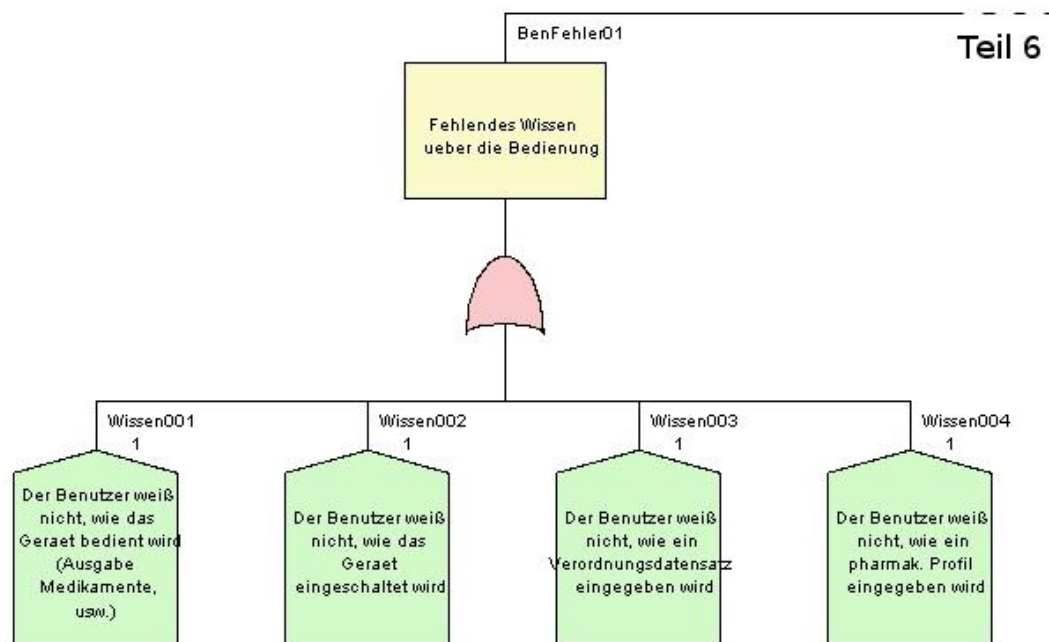 BenFehler01
Teil 6
Fehlendes Wissen
ueber die Bedienung
Wissen001
1
Der Benutzer weiß
nicht, wie das
Geraet bedient wird
(Ausgabe
Medikamente,
usw.)
Wissen002
1
Der Benutzer weiß
nicht, wie das
Geraet
eingeschaltet wird
Wissen003
1
Der Benutzer weiß
nicht, wie ein
Verordnungsdatensatz
eingegeben wird
Wissen004
1
Der Benutzer weiß
nicht, wie ein
pharmak. Profil
eingegeben wird